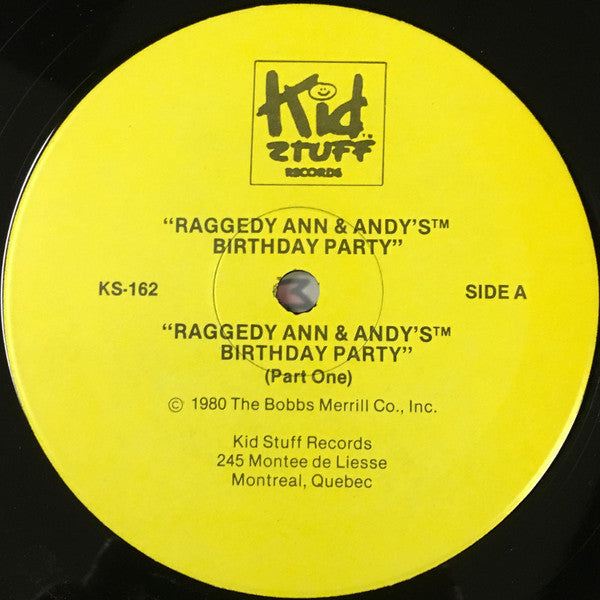 Kid
STUFF
RECORDS
"RAGGEDY ANN & ANDY'S™
BIRTHDAY PARTY"
KS-162
SIDE A
"RAGGEDY ANN & ANDY'S™
BIRTHDAY PARTY"
(Part One)
© 1980 The Bobbs Merrill Co., Inc.
Kid Stuff Records
245 Montee de Liesse
Montreal, Quebec